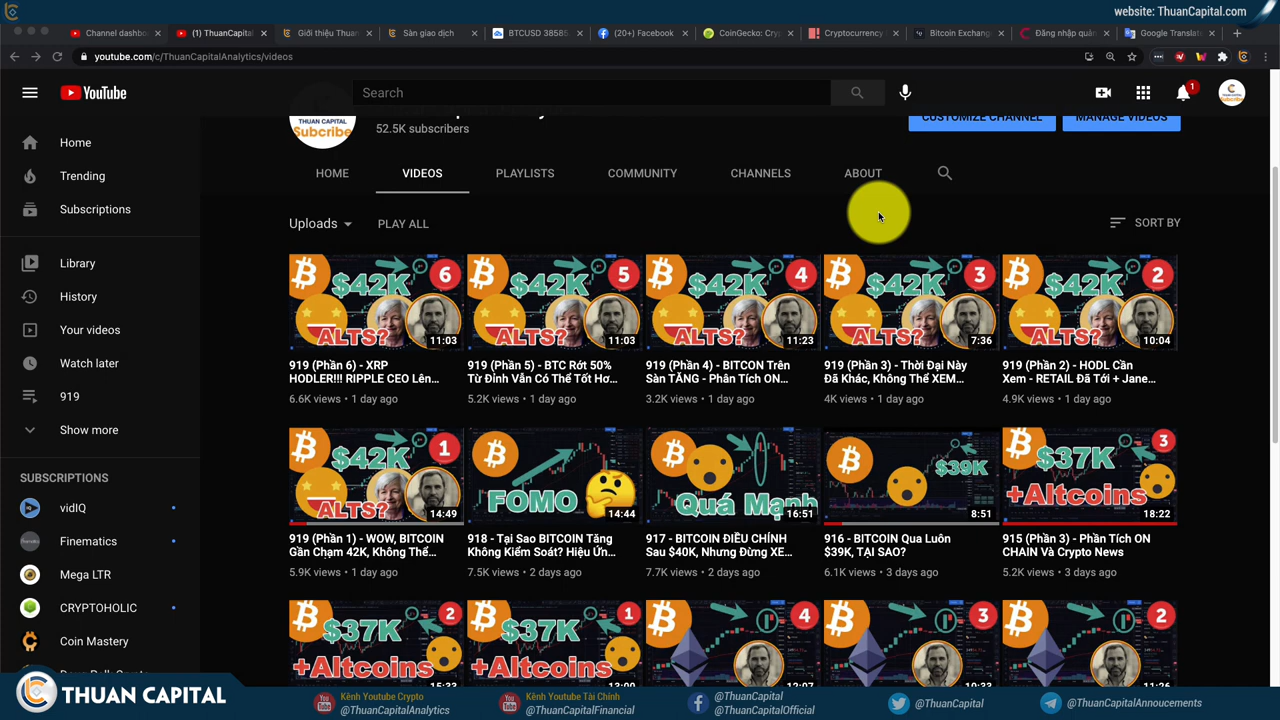 website: ThuanCapital.com
Channel dashbo
(1) ThuanCapital
Giới thiệu Thuan
Sàn giao dịch
BTCUSD 38585
(20+) Facebook
CoinGecko: Cryp
Cryptocurrency
Bitcoin Exchang
Đăng nhập quản
Google Translate
youtube.com/c/ThuanCapitalAnalytics/videos
YouTube
Search
1
THUAN CAPITAL
Subcribe
52.5K subscribers
CUSTOMIZE CHANNEL
MANAGE VIDEOS
HOME
VIDEOS
PLAYLISTS
COMMUNITY
CHANNELS
ABOUT
Home
Trending
Subscriptions
Library
History
Your videos
Watch later
919
Show more
SUBSCRIPTIONS
vidIQ
Finematics
Mega LTR
CRYPTOHOLIC
Coin Mastery
Uploads
PLAY ALL
SORT BY
$42K
6
ALTS?
11:03
$42K
5
ALTS?
11:03
$42K
4
ALTS?
11:23
$42K
3
ALTS?
7:36
$42K
2
ALTS?
10:04
919 (Phần 6) - XRP
HODLER!!! RIPPLE CEO Lên...
6.6K views • 1 day ago
919 (Phần 5) - BTC Rớt 50%
Từ Đỉnh Vẫn Có Thể Tốt Hơ...
5.2K views • 1 day ago
919 (Phần 4) - BITCON Trên
Sàn TĂNG - Phân Tích ON...
3.2K views • 1 day ago
919 (Phần 3) - Thời Đại Này
Đã Khác, Không Thể XEM...
4K views • 1 day ago
919 (Phần 2) - HODL Cần
Xem - RETAIL Đã Tới + Jane...
4.9K views • 1 day ago
$42K
1
ALTS?
14:49
FOMO
14:44
Quá Mạnh
16:51
$39K
8:51
$37K
3
+Altcoins
18:22
919 (Phần 1) - WOW, BITCOIN
Gần Chạm 42K, Không Thể...
5.9K views • 1 day ago
918 - Tại Sao BITCOIN Tăng
Không Kiểm Soát? Hiệu Ứn...
7.5K views • 2 days ago
917 - BITCOIN ĐIỀU CHỈNH
Sau $40K, Nhưng Đừng XE...
7.7K views • 2 days ago
916 - BITCOIN Qua Luôn
$39K, TẠI SAO?
6.1K views • 3 days ago
915 (Phần 3) - Phần Tích ON
CHAIN Và Crypto News
5.2K views • 3 days ago
$37K
2
+Altcoins
15:33
$37K
1
+Altcoins
4
12:07
3
10:33
2
11:26
THUAN CAPITAL
Kênh Youtube Crypto
@ThuanCapitalAnalytics
Kênh Youtube Tài Chính
@ThuanCapitalFinancial
@ThuanCapital
@ThuanCapitalOfficial
@ThuanCapital
@ThuanCapitalAnnoucements